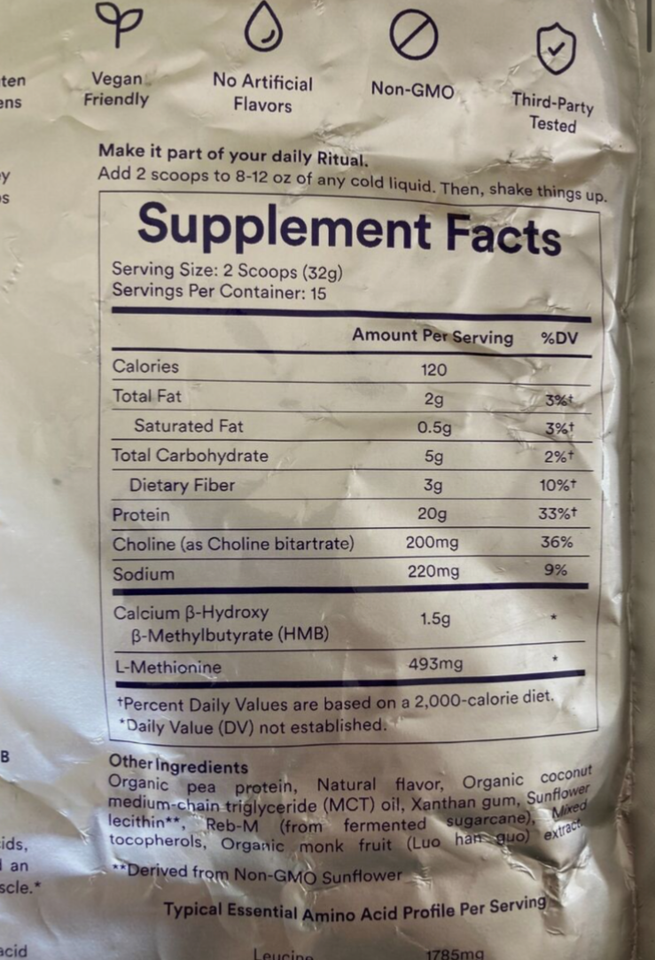 ten
ens
Vegan
Friendly
No Artificial
Flavors
Non-GMO
Third-Party
Tested
y
s
Make it part of your daily Ritual.
Add 2 scoops to 8-12 oz of any cold liquid. Then, shake things up.
Supplement Facts
Serving Size: 2 Scoops (32g)
Servings Per Container: 15
Amount Per Serving %DV
Calories 120
Total Fat 2g 3%†
Saturated Fat 0.5g 3%†
Total Carbohydrate 5g 2%†
Dietary Fiber 3g 10%†
Protein 20g 33%†
Choline (as Choline bitartrate) 200mg 36%
Sodium 220mg 9%
Calcium β-Hydroxy
β-Methylbutyrate (HMB) 1.5g *
L-Methionine 493mg *
†Percent Daily Values are based on a 2,000-calorie diet.
*Daily Value (DV) not established.
B
ids,
l an
scle.*
acid
Other Ingredients
Organic pea protein, Natural flavor, Organic coconut
medium-chain triglyceride (MCT) oil, Xanthan gum, Sunflower
lecithin**, Reb-M (from fermented sugarcane), Mixed
tocopherols, Organic monk fruit (Luo han guo) extract.
**Derived from Non-GMO Sunflower
Typical Essential Amino Acid Profile Per Serving
Leucine 1785mg